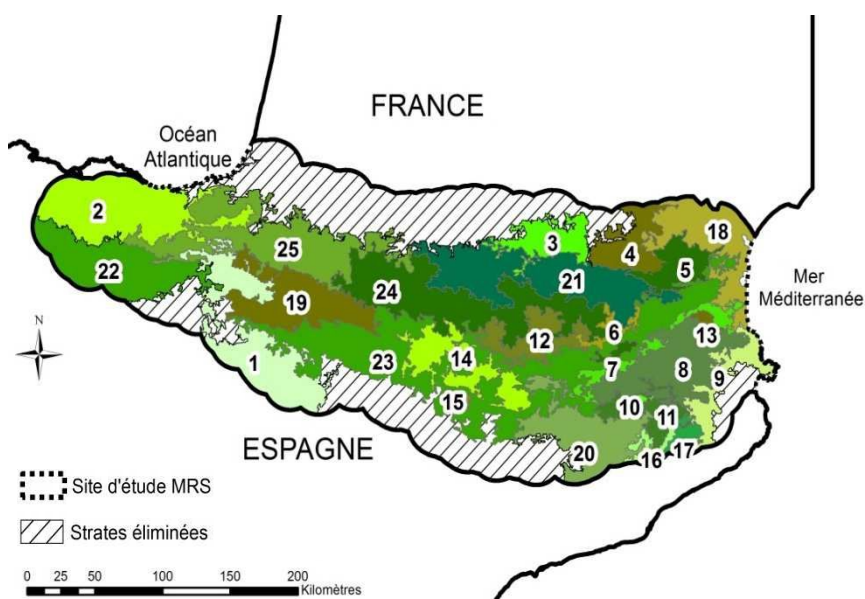 FRANCE
Océan
Atlantique
2
18
3
4
25
5
21
22
Mer
Méditerranée
19
24
6
13
12
N
14
23
7
8
1
9
15
10
11
ESPAGNE
20
16
17
Site d'étude MRS
Strates éliminées
0 25 50 100 150 200
Kilomètres